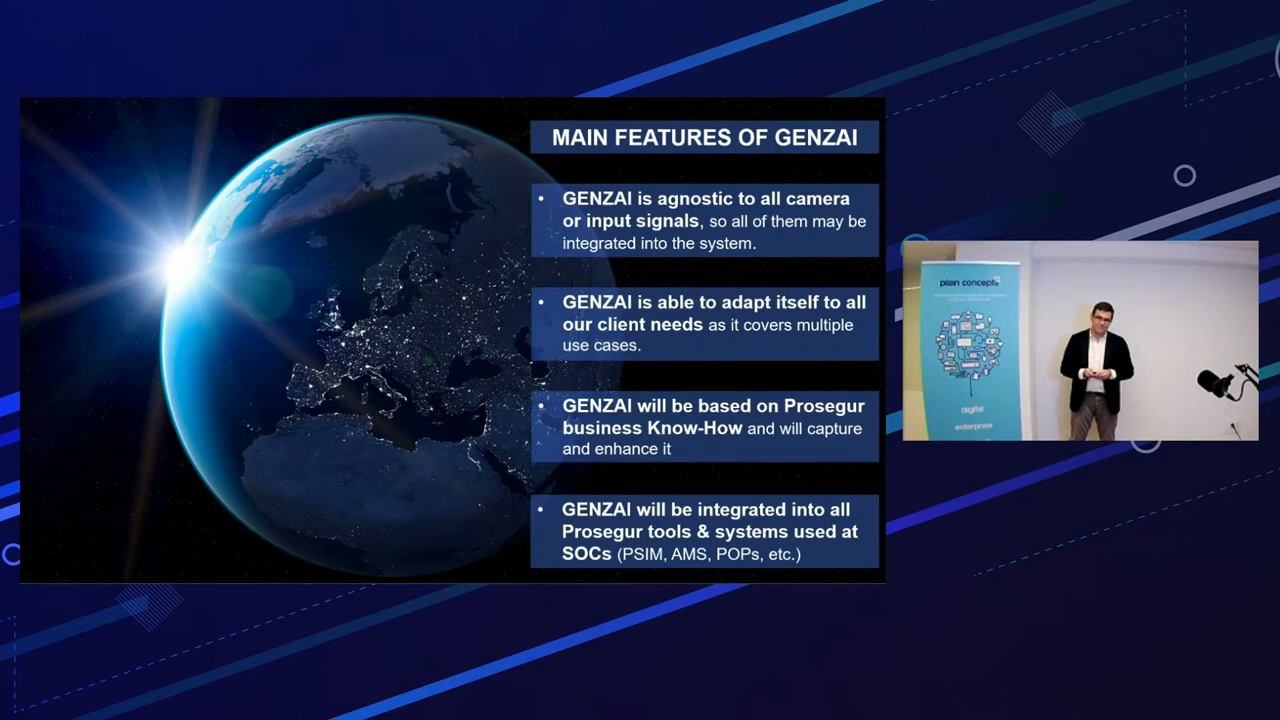 MAIN FEATURES OF GENZAI
• GENZAI is agnostic to all camera
or input signals, so all of them may be
integrated into the system.
• GENZAI is able to adapt itself to all
our client needs as it covers multiple
use cases.
• GENZAI will be based on Prosegur
business Know-How and will capture
and enhance it
• GENZAI will be integrated into all
Prosegur tools & systems used at
SOCs (PSIM, AMS, POPs, etc.)
plain concepts
digital
enterprise